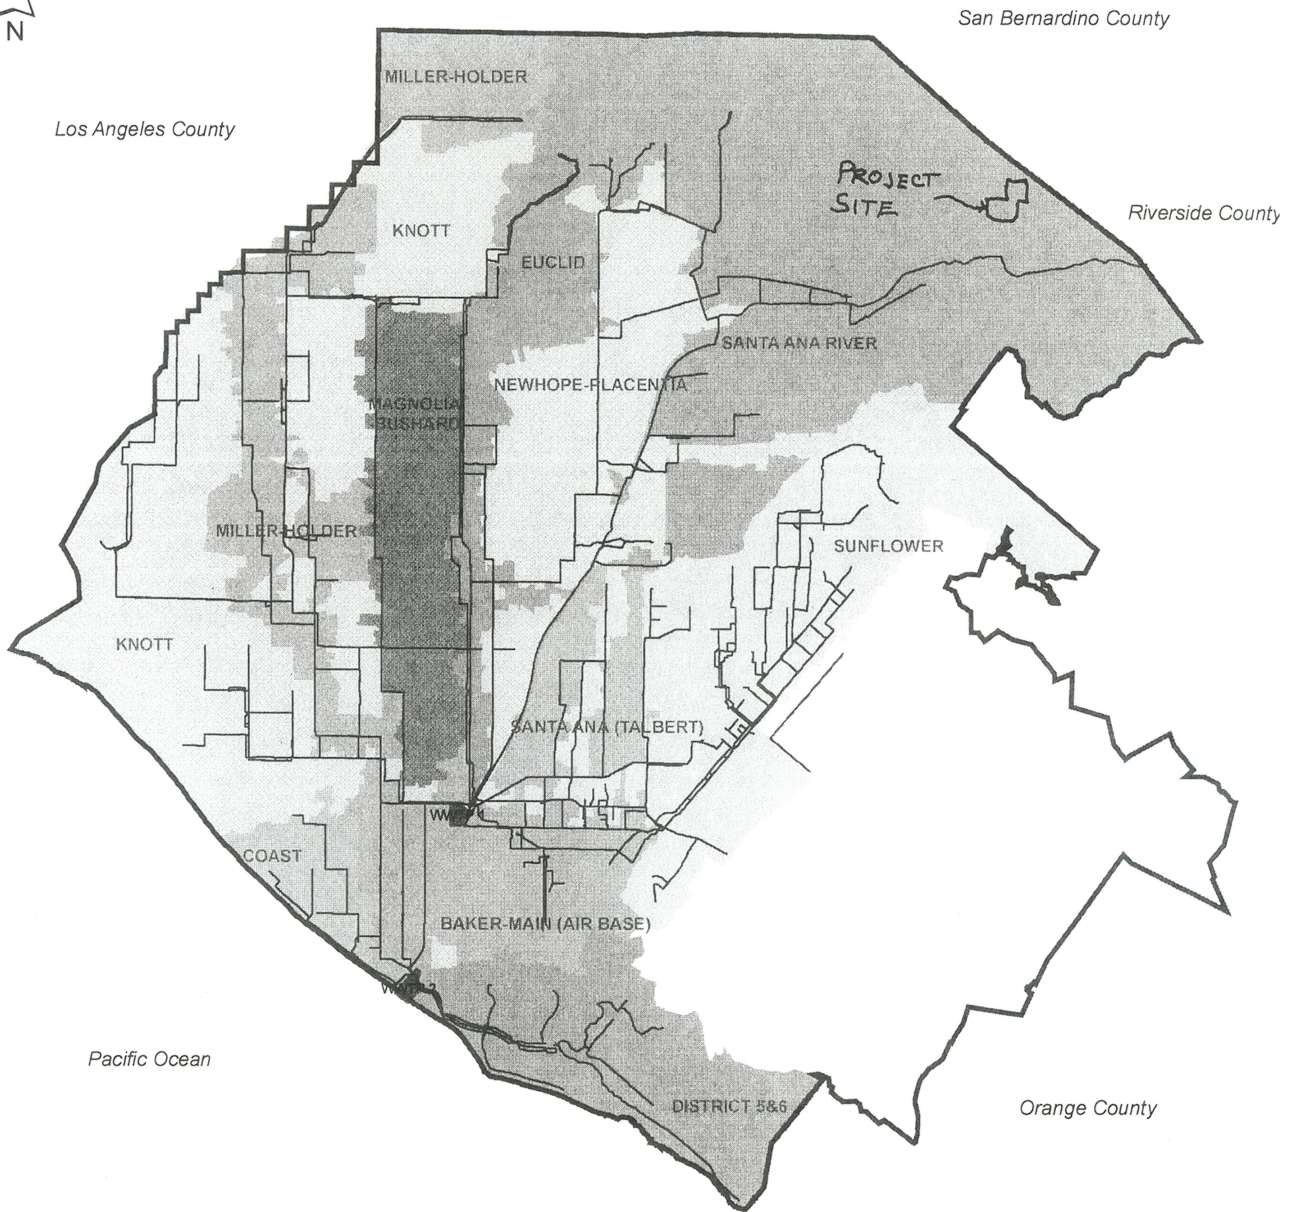 San Bernardino County
N
MILLER-HOLDER
Los Angeles County
PROJECT
SITE
Riverside County
KNOTT
EUCLID
SANTA ANA RIVER
NEWHOPE-PLACENTIA
MAGNOLIA
BUSHARD
MILLER-HOLDER
SUNFLOWER
KNOTT
SANTA ANA (TALBERT)
COAST
BAKER-MAIN (AIR BASE)
Pacific Ocean
DISTRICT 5&6
Orange County